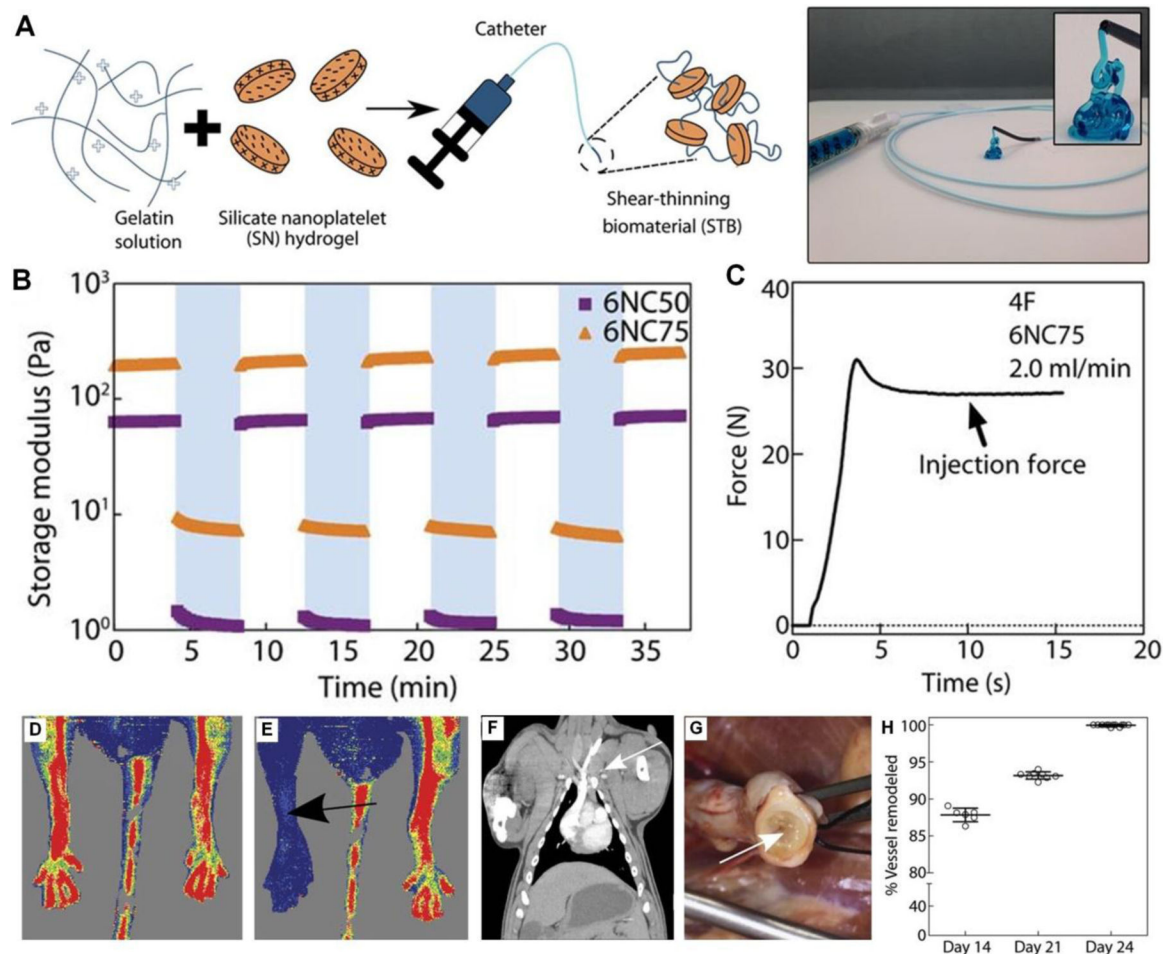 A
Catheter
Gelatin
solution
Silicate nanoplatelet
(SN) hydrogel
Shear-thinning
biomaterial (STB)
B
Storage modulus (Pa)
10³
10²
10¹
10⁰
6NC50
6NC75
0 5 10 15 20 25 30 35
Time (min)
C
Force (N)
40
30
20
10
0
4F
6NC75
2.0 ml/min
Injection force
0 5 10 15 20
Time (s)
D
E
F
G
H
% Vessel remodeled
100
95
90
85
80
40
0
Day 14 Day 21 Day 24